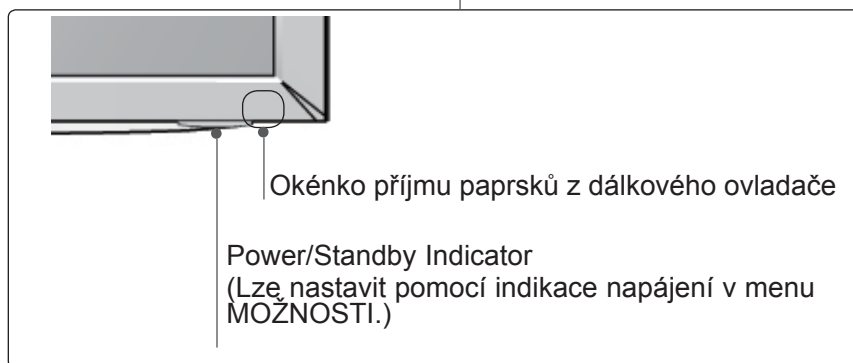 Okénko příjmu paprsků z dálkového ovladače
Power/Standby Indicator
(Lze nastavit pomocí indikace napájení v menu
MOŽNOSTI.)